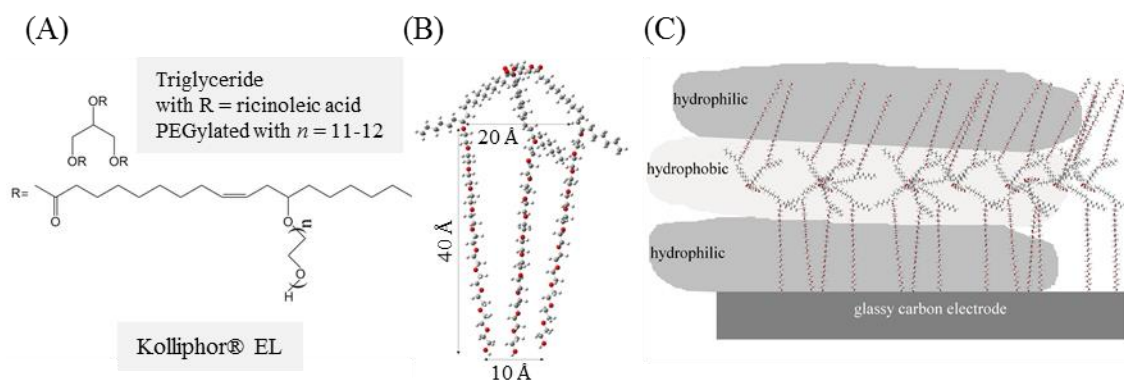 (A)
Triglyceride
with R = ricinoleic acid
PEGylated with n = 11-12
OR
OR
OR
R=
O
O
n
O
H
Kolliphor® EL
(B)
20 Å
40 Å
10 Å
(C)
hydrophilic
hydrophobic
hydrophilic
glassy carbon electrode